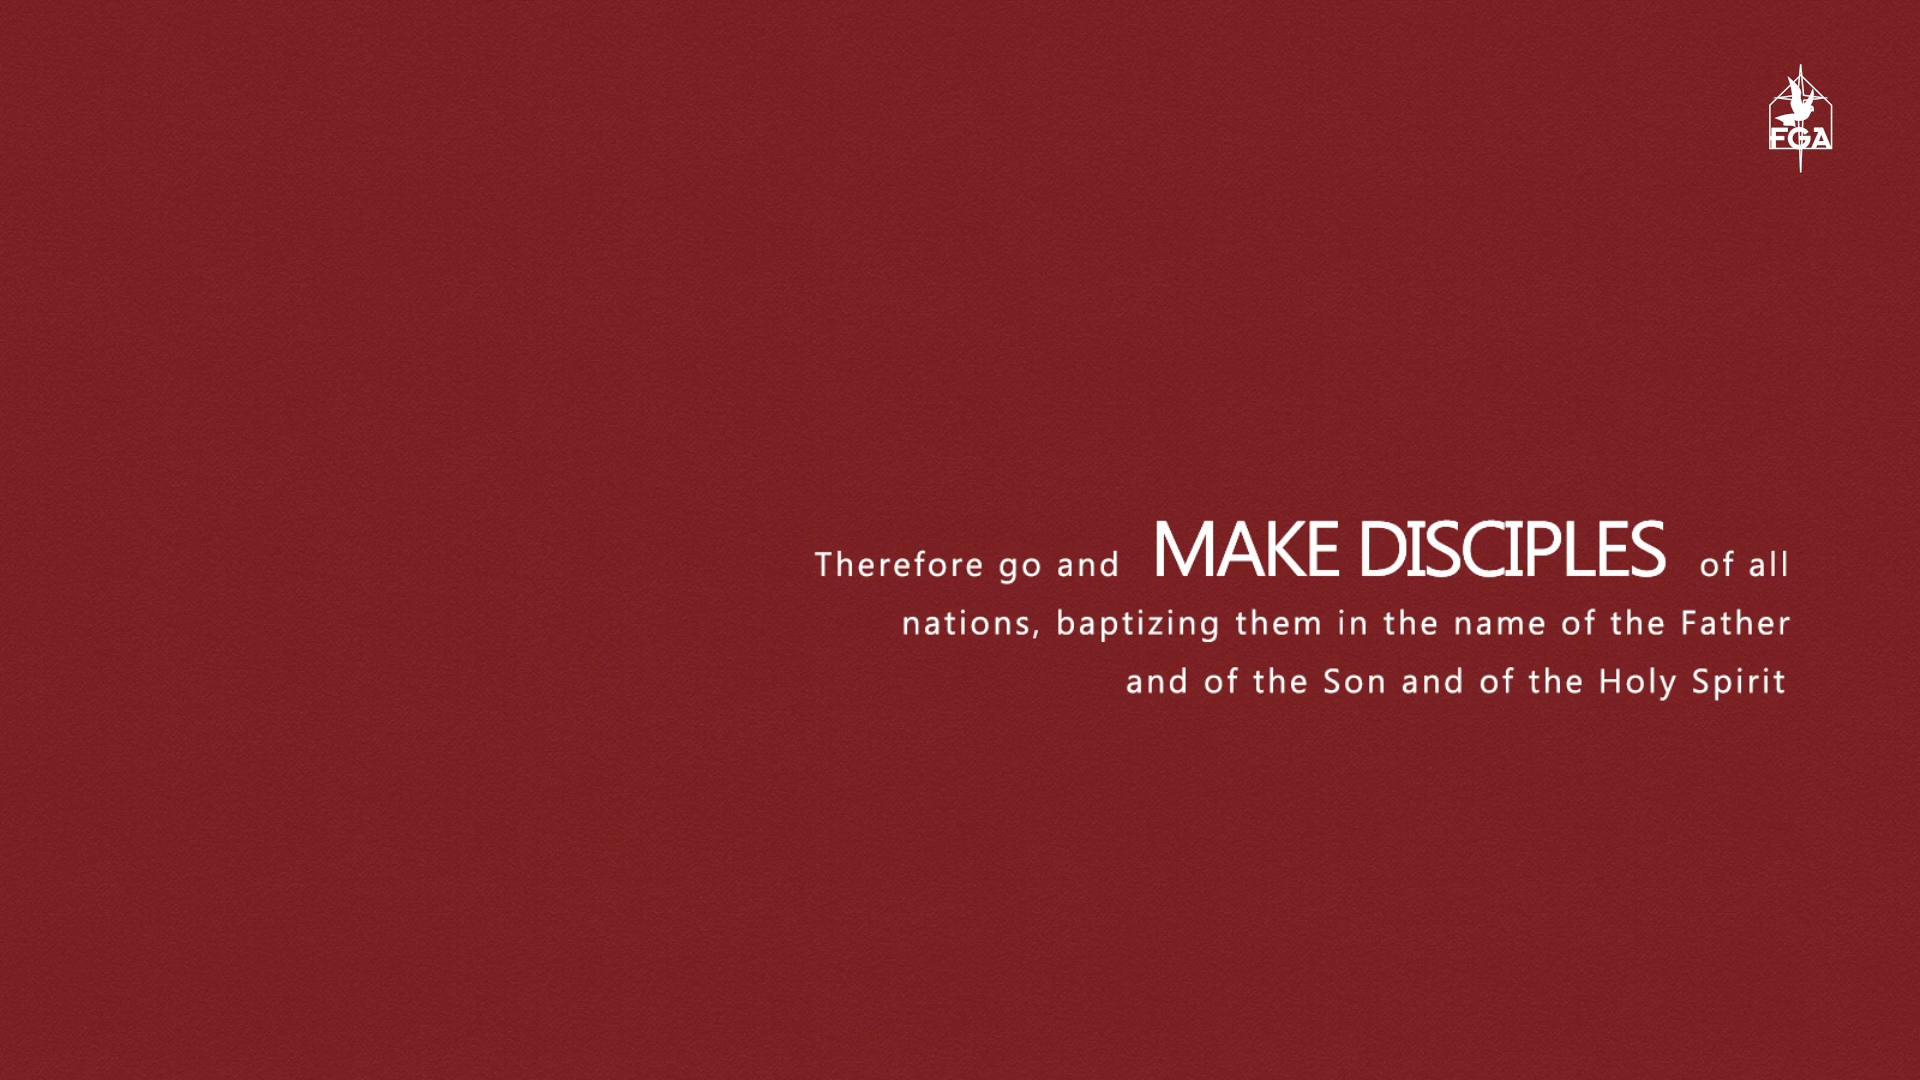 FGA
Therefore go and MAKE DISCIPLES of all
nations, baptizing them in the name of the Father
and of the Son and of the Holy Spirit